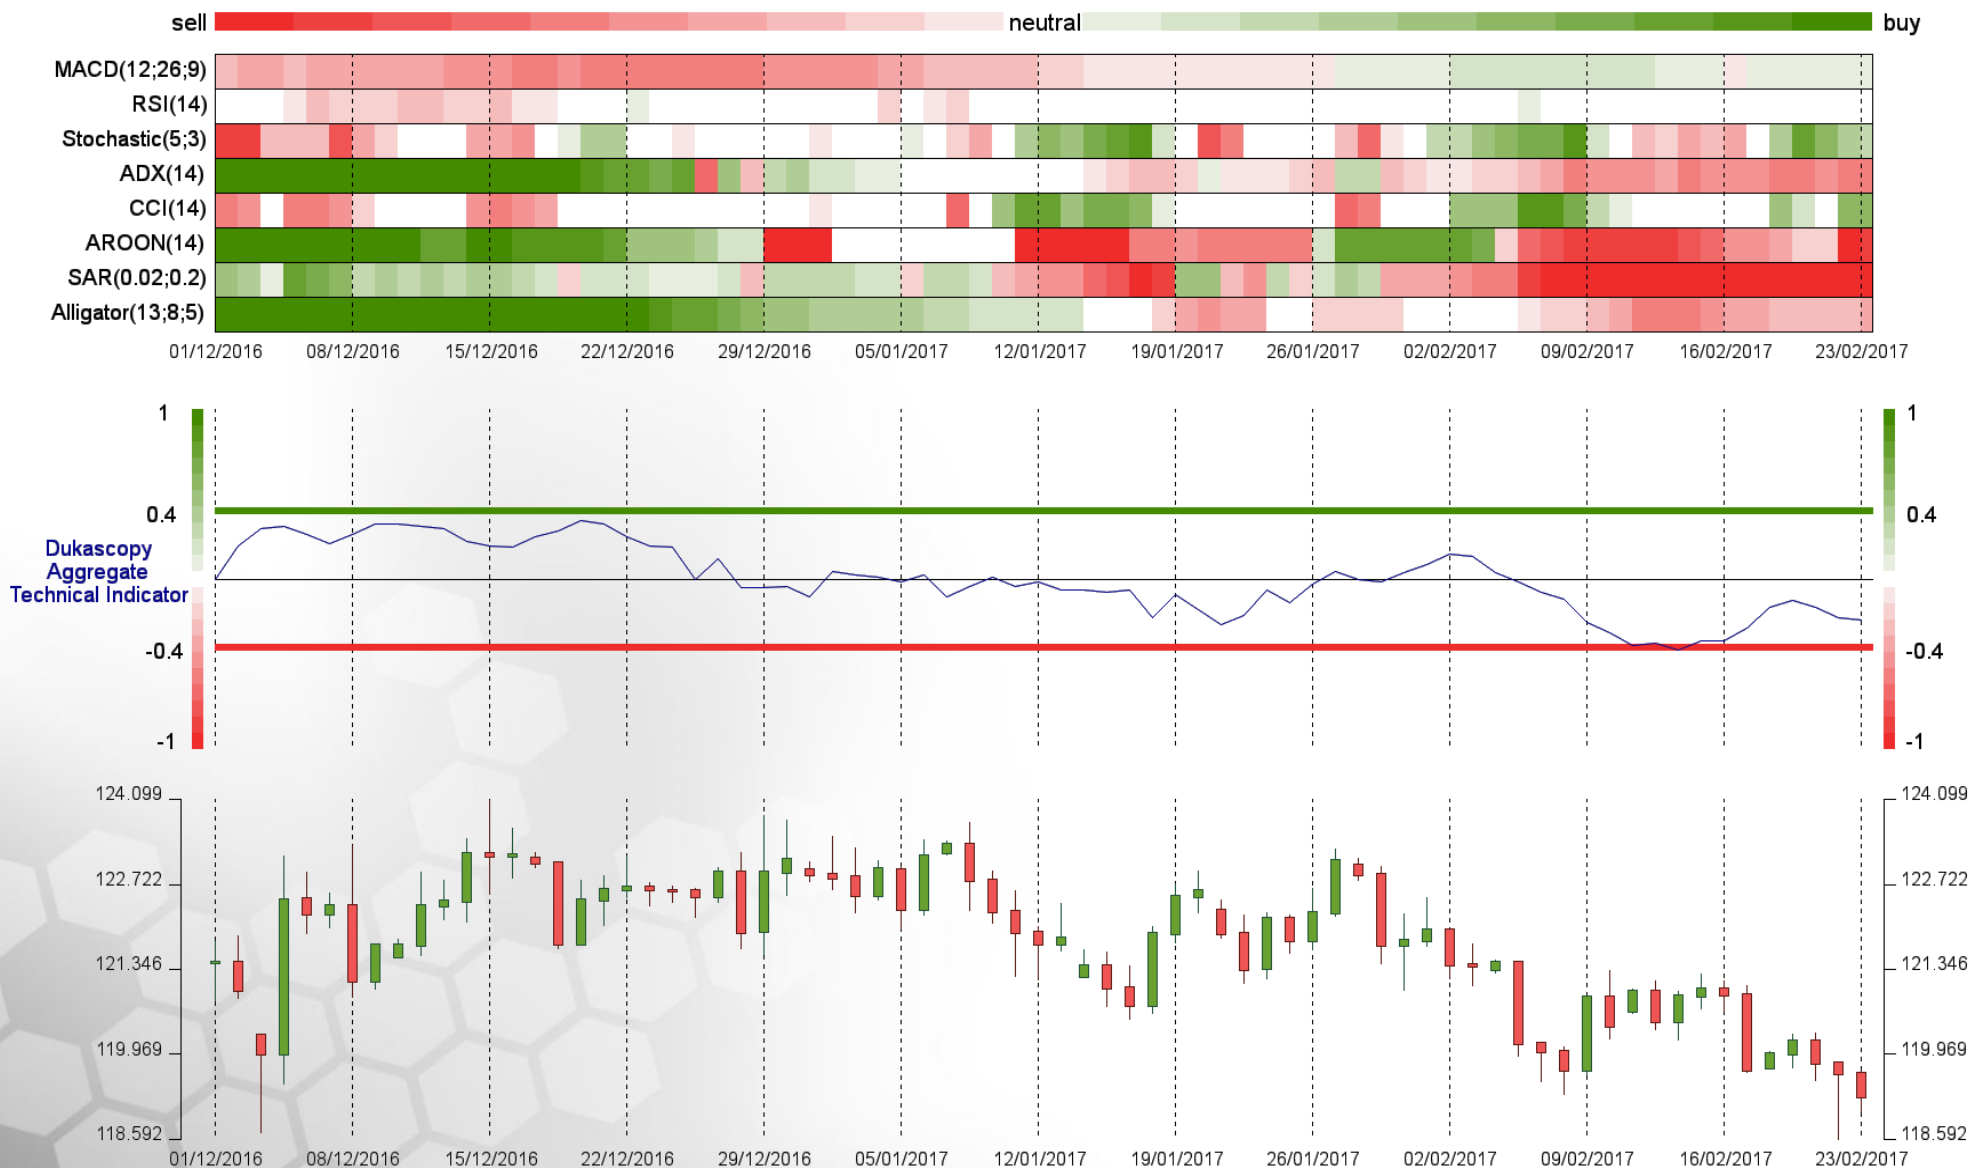 sell neutral buy
MACD(12;26;9)
RSI(14)
Stochastic(5;3)
ADX(14)
CCI(14)
AROON(14)
SAR(0.02;0.2)
Alligator(13;8;5)
01/12/2016 08/12/2016 15/12/2016 22/12/2016 29/12/2016 05/01/2017 12/01/2017 19/01/2017 26/01/2017 02/02/2017 09/02/2017 16/02/2017 23/02/2017
1 1
0.4 0.4
Dukascopy
Aggregate
Technical Indicator
-0.4 -0.4
-1 -1
124.099 124.099
122.722 122.722
121.346 121.346
119.969 119.969
118.592 118.592
01/12/2016 08/12/2016 15/12/2016 22/12/2016 29/12/2016 05/01/2017 12/01/2017 19/01/2017 26/01/2017 02/02/2017 09/02/2017 16/02/2017 23/02/2017